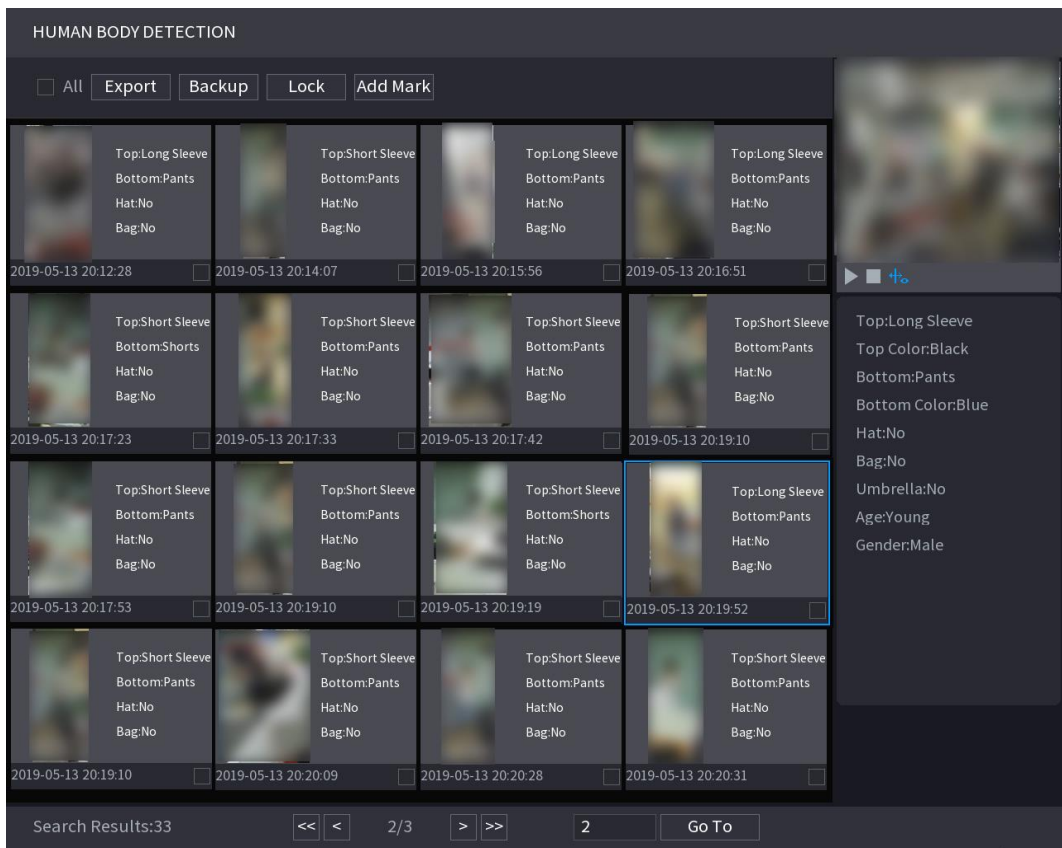 HUMAN BODY DETECTION
All Export Backup Lock Add Mark
Top:Long Sleeve
Bottom:Pants
Hat:No
Bag:No
2019-05-13 20:12:28
Top:Short Sleeve
Bottom:Pants
Hat:No
Bag:No
2019-05-13 20:14:07
Top:Long Sleeve
Bottom:Pants
Hat:No
Bag:No
2019-05-13 20:15:56
Top:Long Sleeve
Bottom:Pants
Hat:No
Bag:No
2019-05-13 20:16:51
Top:Short Sleeve
Bottom:Shorts
Hat:No
Bag:No
2019-05-13 20:17:23
Top:Short Sleeve
Bottom:Pants
Hat:No
Bag:No
2019-05-13 20:17:33
Top:Short Sleeve
Bottom:Pants
Hat:No
Bag:No
2019-05-13 20:17:42
Top:Short Sleeve
Bottom:Pants
Hat:No
Bag:No
2019-05-13 20:19:10
Top:Short Sleeve
Bottom:Pants
Hat:No
Bag:No
2019-05-13 20:17:53
Top:Short Sleeve
Bottom:Pants
Hat:No
Bag:No
2019-05-13 20:19:10
Top:Short Sleeve
Bottom:Shorts
Hat:No
Bag:No
2019-05-13 20:19:19
Top:Long Sleeve
Bottom:Pants
Hat:No
Bag:No
2019-05-13 20:19:52
Top:Short Sleeve
Bottom:Pants
Hat:No
Bag:No
2019-05-13 20:19:10
Top:Short Sleeve
Bottom:Pants
Hat:No
Bag:No
2019-05-13 20:20:09
Top:Short Sleeve
Bottom:Pants
Hat:No
Bag:No
2019-05-13 20:20:28
Top:Short Sleeve
Bottom:Pants
Hat:No
Bag:No
2019-05-13 20:20:31
Top:Long Sleeve
Top Color:Black
Bottom:Pants
Bottom Color:Blue
Hat:No
Bag:No
Umbrella:No
Age:Young
Gender:Male
Search Results:33 << < 2/3 > >> 2 Go To